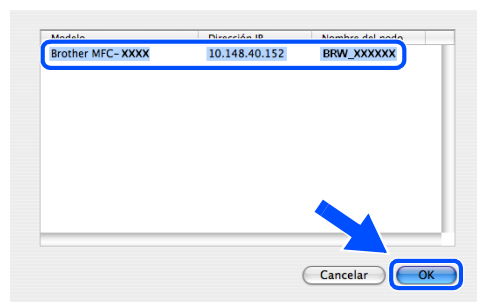 Modelo Dirección IP Nombre del nodo
Brother MFC-XXXX 10.148.40.152 BRW_XXXXXX
Cancelar OK